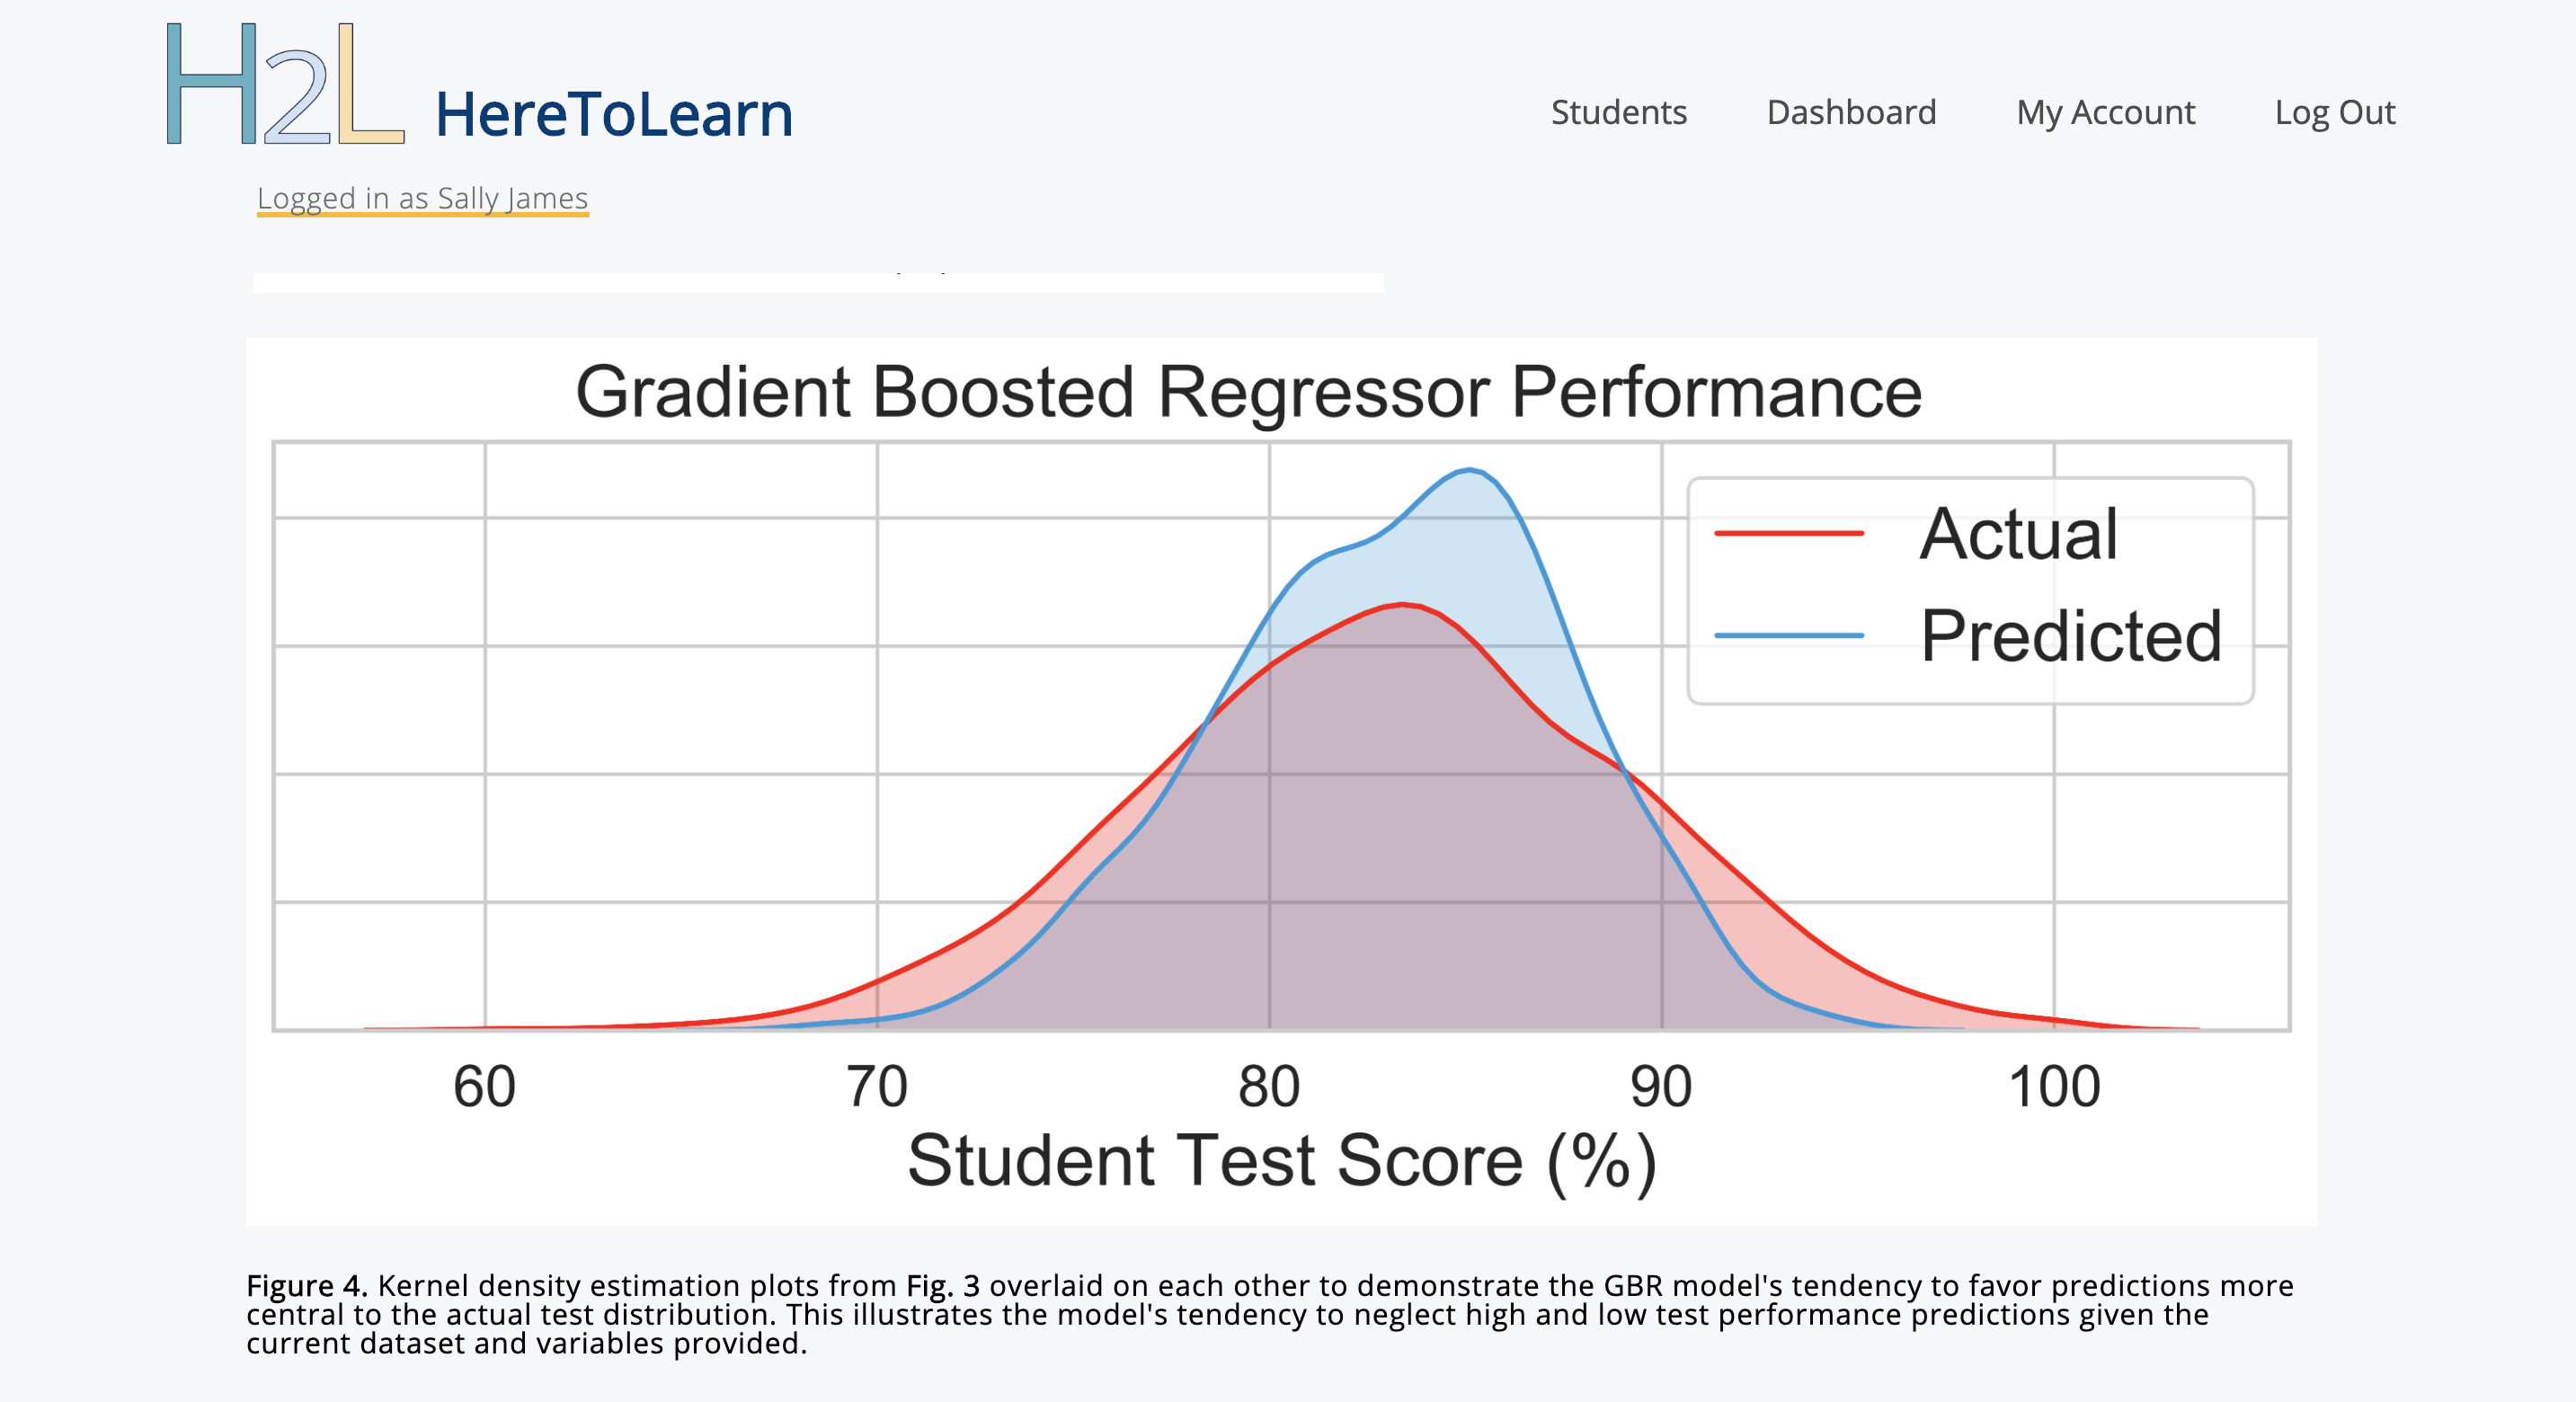 H2L HereToLearn
Students Dashboard My Account Log Out
Logged in as Sally James
Gradient Boosted Regressor Performance
Actual
Predicted
60 70 80 90 100
Student Test Score (%)
Figure 4. Kernel density estimation plots from Fig. 3 overlaid on each other to demonstrate the GBR model's tendency to favor predictions more
central to the actual test distribution. This illustrates the model's tendency to neglect high and low test performance predictions given the
current dataset and variables provided.